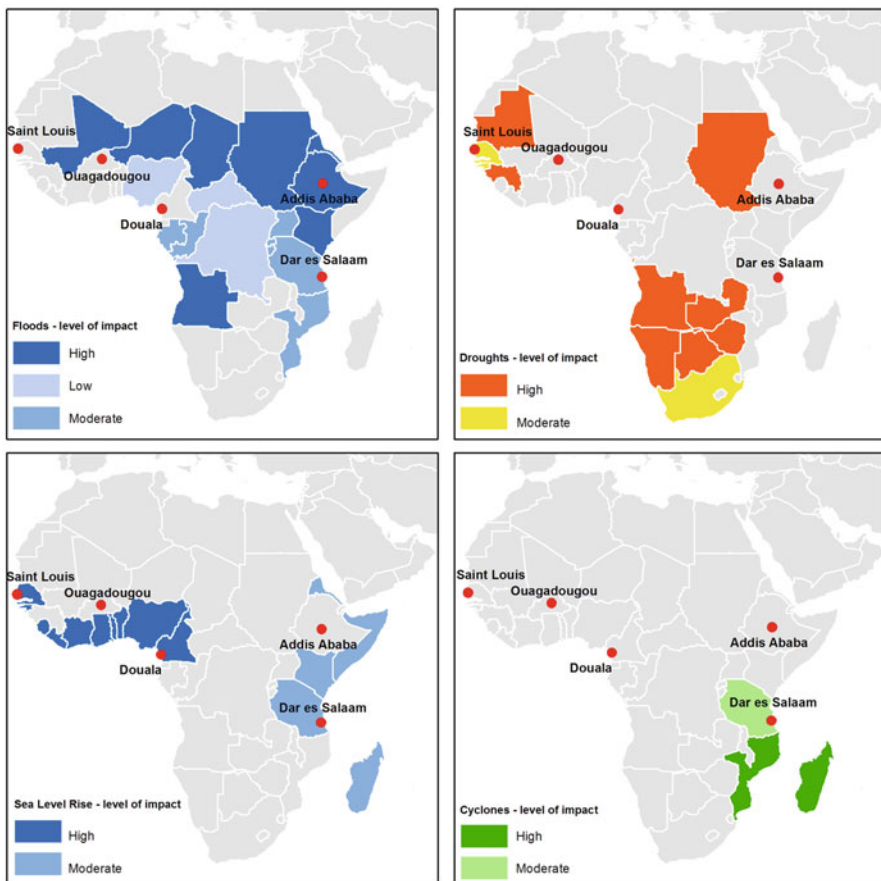 Saint Louis
Ouagadougou
Addis Ababa
Douala
Dar es Salaam
Floods - level of impact
High
Low
Moderate
Saint Louis
Ouagadougou
Addis Ababa
Douala
Dar es Salaam
Droughts - level of impact
High
Moderate
Saint Louis
Ouagadougou
Addis Ababa
Douala
Dar es Salaam
Sea Level Rise - level of impact
High
Moderate
Saint Louis
Ouagadougou
Addis Ababa
Douala
Dar es Salaam
Cyclones - level of impact
High
Moderate